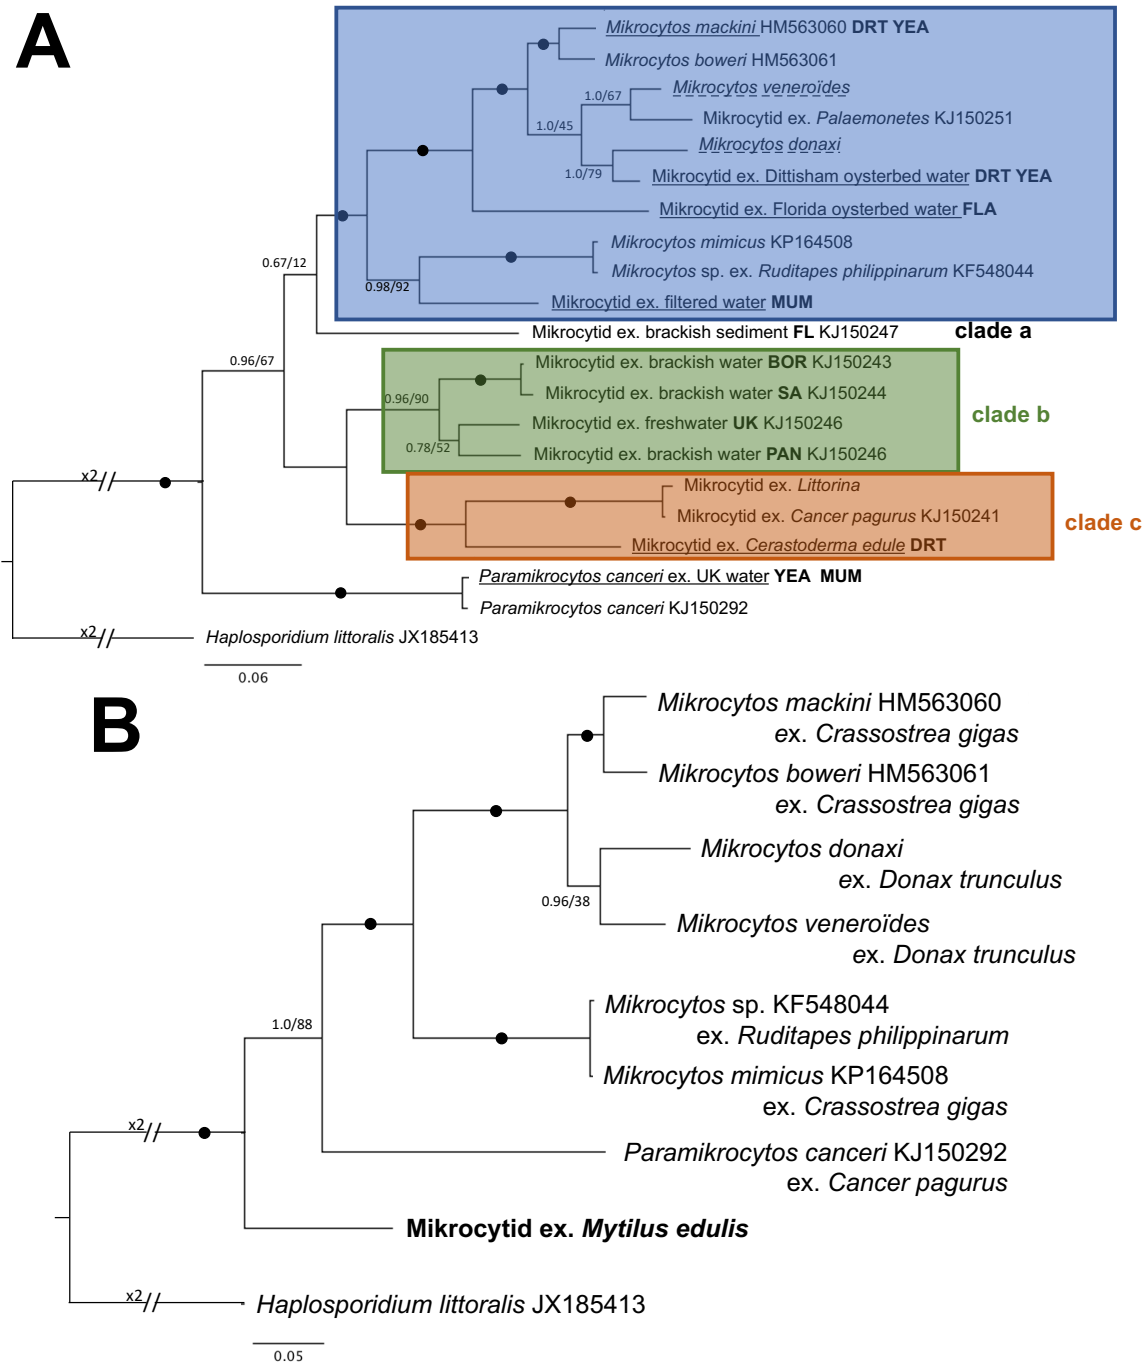 A
Mikrocytos mackini HM563060 DRT YEA
Mikrocytos boweri HM563061
Mikrocytos veneroïdes
1.0/67
Mikrocytid ex. Palaemonetes KJ150251
1.0/45
Mikrocytos donaxi
1.0/79
Mikrocytid ex. Dittisham oysterbed water DRT YEA
Mikrocytid ex. Florida oysterbed water FLA
Mikrocytos mimicus KP164508
0.67/12
Mikrocytos sp. ex. Ruditapes philippinarum KF548044
0.98/92
Mikrocytid ex. filtered water MUM
Mikrocytid ex. brackish sediment FL KJ150247
clade a
0.96/67
Mikrocytid ex. brackish water BOR KJ150243
Mikrocytid ex. brackish water SA KJ150244
0.96/90
clade b
Mikrocytid ex. freshwater UK KJ150246
0.78/52
Mikrocytid ex. brackish water PAN KJ150246
x2
Mikrocytid ex. Littorina
Mikrocytid ex. Cancer pagurus KJ150241
clade c
Mikrocytid ex. Cerastoderma edule DRT
Paramikrocytos canceri ex. UK water YEA MUM
Paramikrocytos canceri KJ150292
x2
Haplosporidium littoralis JX185413
0.06
B
Mikrocytos mackini HM563060
ex. Crassostrea gigas
Mikrocytos boweri HM563061
ex. Crassostrea gigas
Mikrocytos donaxi
ex. Donax trunculus
0.96/38
Mikrocytos veneroïdes
ex. Donax trunculus
Mikrocytos sp. KF548044
1.0/88
ex. Ruditapes philippinarum
Mikrocytos mimicus KP164508
ex. Crassostrea gigas
x2
Paramikrocytos canceri KJ150292
ex. Cancer pagurus
Mikrocytid ex. Mytilus edulis
x2
Haplosporidium littoralis JX185413
0.05